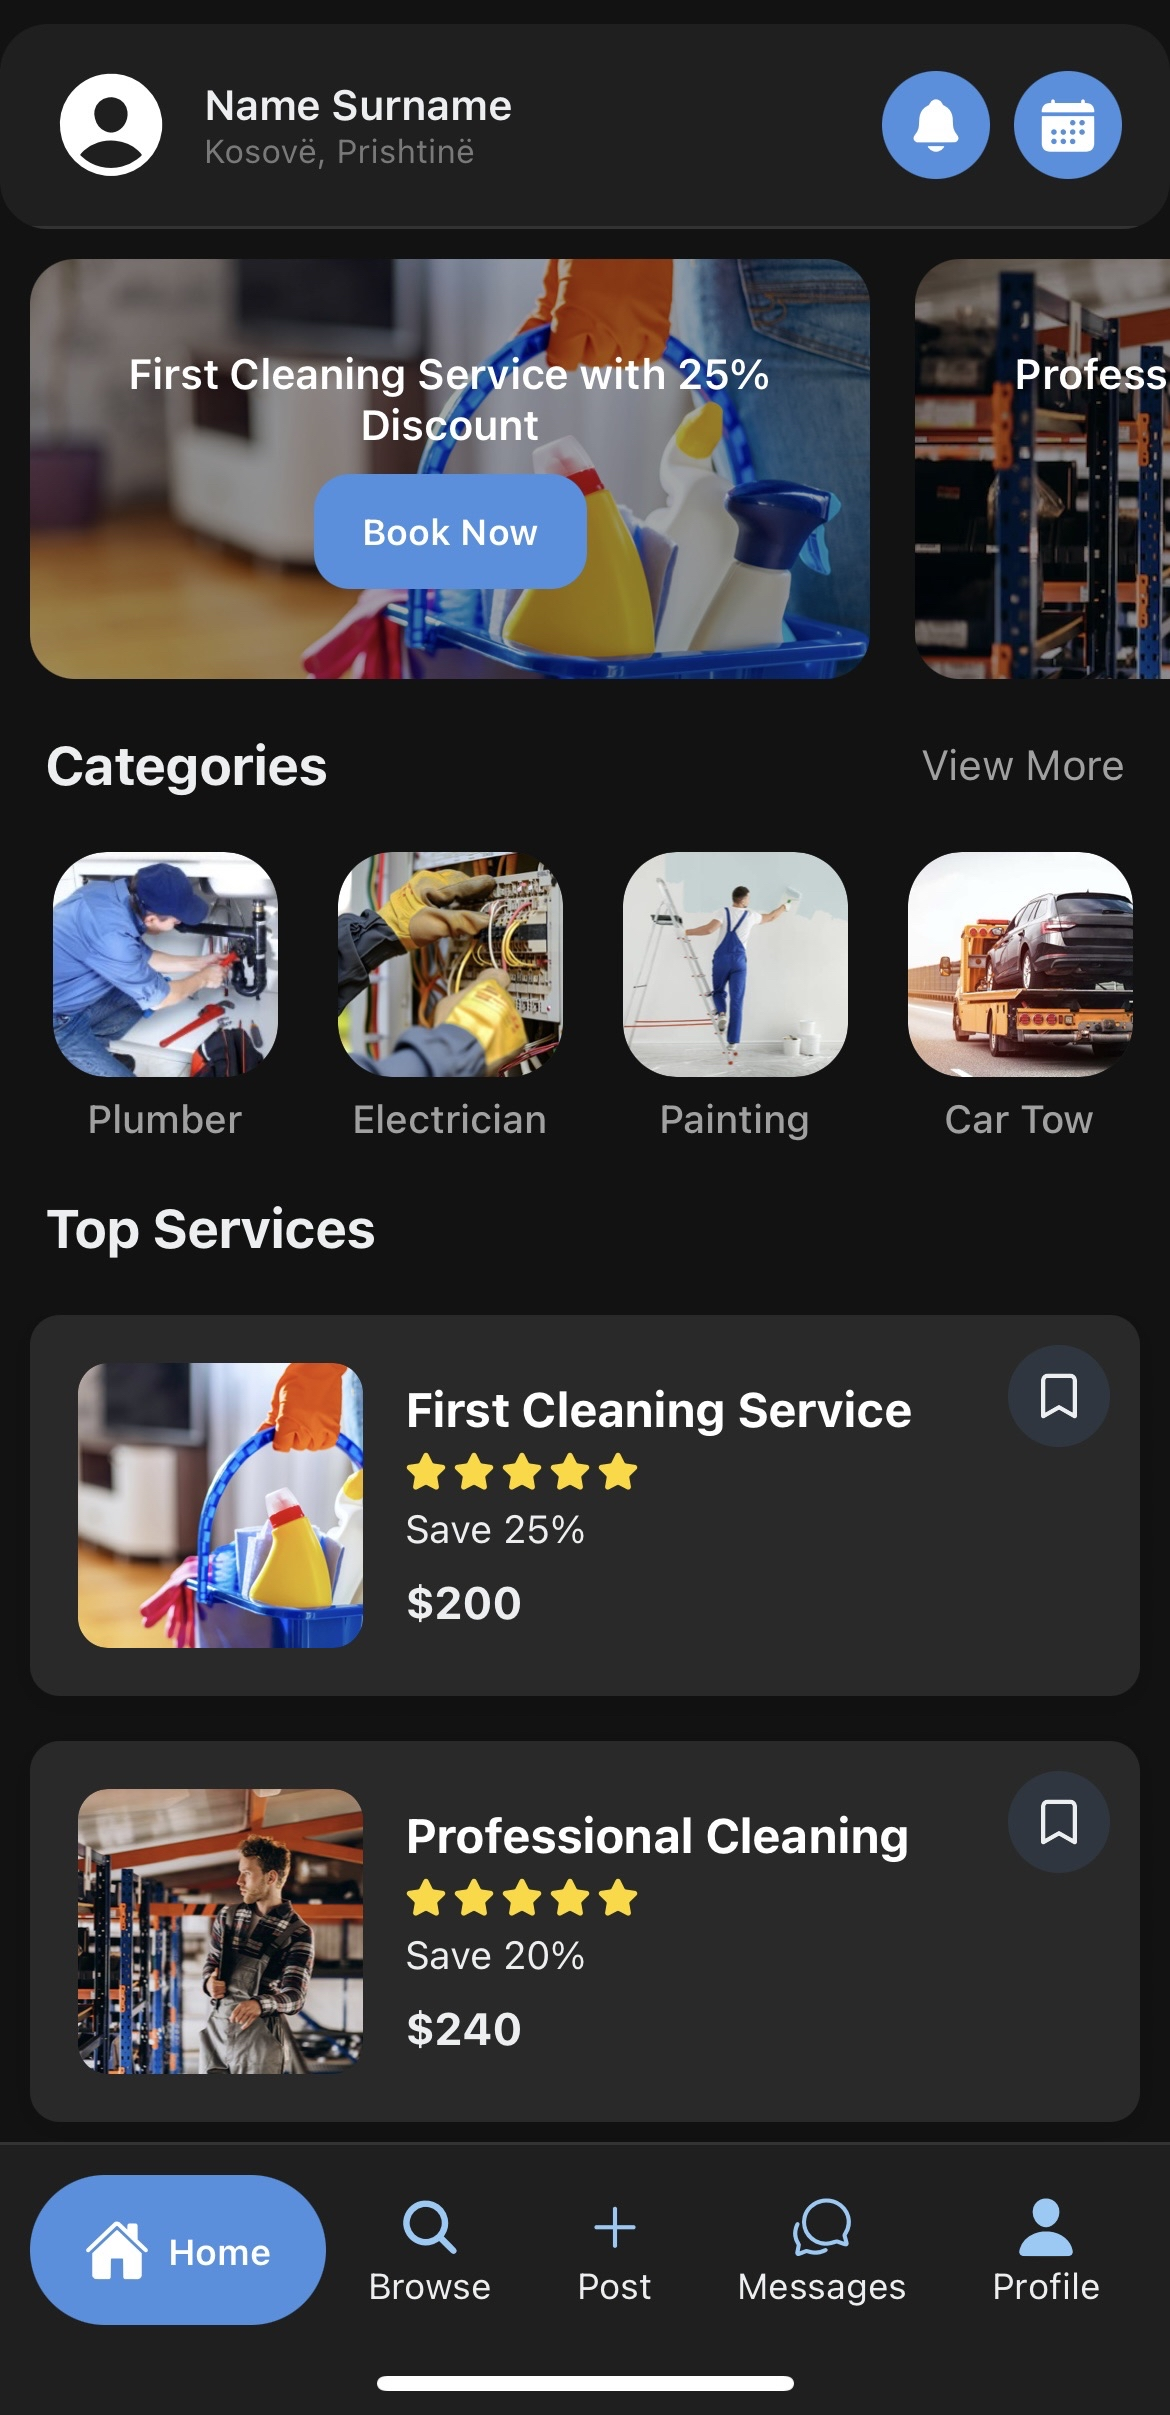 Name Surname
Kosovë, Prishtinë
First Cleaning Service with 25%
Discount
Book Now
Profess
Categories
View More
Plumber
Electrician
Painting
Car Tow
Top Services
First Cleaning Service
Save 25%
$200
Professional Cleaning
Save 20%
$240
Home
Browse
Post
Messages
Profile